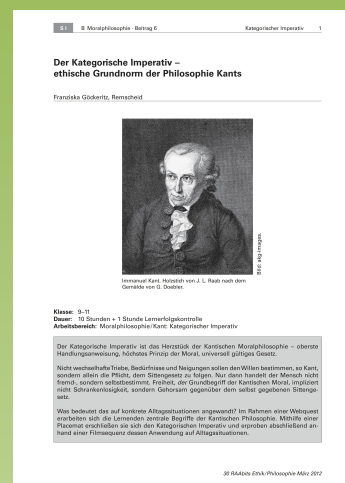 S I B Moralphilosophie · Beitrag 6 Kategorischer Imperativ 1
Der Kategorische Imperativ –
ethische Grundnorm der Philosophie Kants
Franziska Göckeritz, Remscheid
Bild: akg-images.
Immanuel Kant. Holzstich von J. L. Raab nach dem
Gemälde von G. Doebler.
Klasse: 9–11
Dauer: 10 Stunden + 1 Stunde Lernerfolgskontrolle
Arbeitsbereich: Moralphilosophie/Kant: Kategorischer Imperativ
Der Kategorische Imperativ ist das Herzstück der Kantischen Moralphilosophie – oberste
Handlungsanweisung, höchstes Prinzip der Moral, universell gültiges Gesetz.
Nicht wechselhafte Triebe, Bedürfnisse und Neigungen sollen den Willen bestimmen, so Kant,
sondern allein die Pflicht, dem Sittengesetz zu folgen. Nur dann handelt der Mensch nicht
fremd-, sondern selbstbestimmt. Freiheit, der Grundbegriff der Kantischen Moral, impliziert
nicht Schrankenlosigkeit, sondern Gehorsam gegenüber dem selbst gegebenen Sittenge-
setz.
Was bedeutet das auf konkrete Alltagssituationen angewandt? Im Rahmen einer Webquest
erarbeiten sich die Lernenden zentrale Begriffe der Kantischen Philosophie. Mithilfe einer
Placemat erschließen sie sich den Kategorischen Imperativ und erproben abschließend an-
hand einer Filmsequenz dessen Anwendung auf Alltagssituationen.
30 RAAbits Ethik/Philosophie März 2012